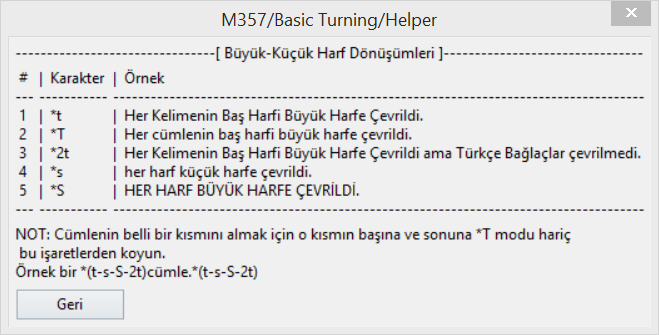 M357/Basic Turning/Helper
--------------------------------[ Büyük-Küçük Harf Dönüşümleri ]--------------------------------
# | Karakter | Örnek
--- ----------- --------------------------------------------------------------------------------
1 | *t | Her Kelimenin Baş Harfi Büyük Harfe Çevrildi.
2 | *T | Her cümlenin baş harfi büyük harfe çevrildi.
3 | *2t | Her Kelimenin Baş Harfi Büyük Harfe Çevrildi ama Türkçe Bağlaçlar çevrilmedi.
4 | *s | her harf küçük harfe çevrildi.
5 | *S | HER HARF BÜYÜK HARFE ÇEVRİLDİ.
--- ----------- --------------------------------------------------------------------------------
NOT: Cümlenin belli bir kısmını almak için o kısmın başına ve sonuna *T modu hariç
bu işaretlerden koyun.
Örnek bir *(t-s-S-2t)cümle.*(t-s-S-2t)
Geri